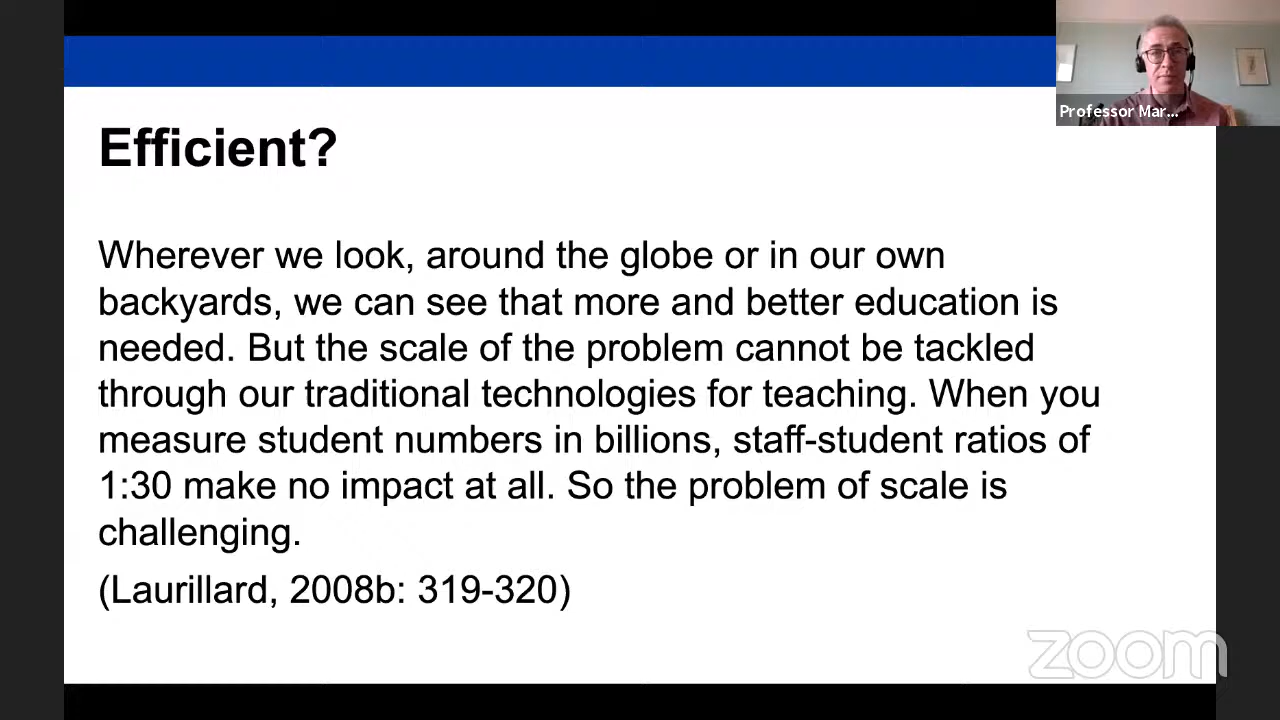 Professor Mar...
Efficient?
Wherever we look, around the globe or in our own
backyards, we can see that more and better education is
needed. But the scale of the problem cannot be tackled
through our traditional technologies for teaching. When you
measure student numbers in billions, staff-student ratios of
1:30 make no impact at all. So the problem of scale is
challenging.
(Laurillard, 2008b: 319-320)
zoom